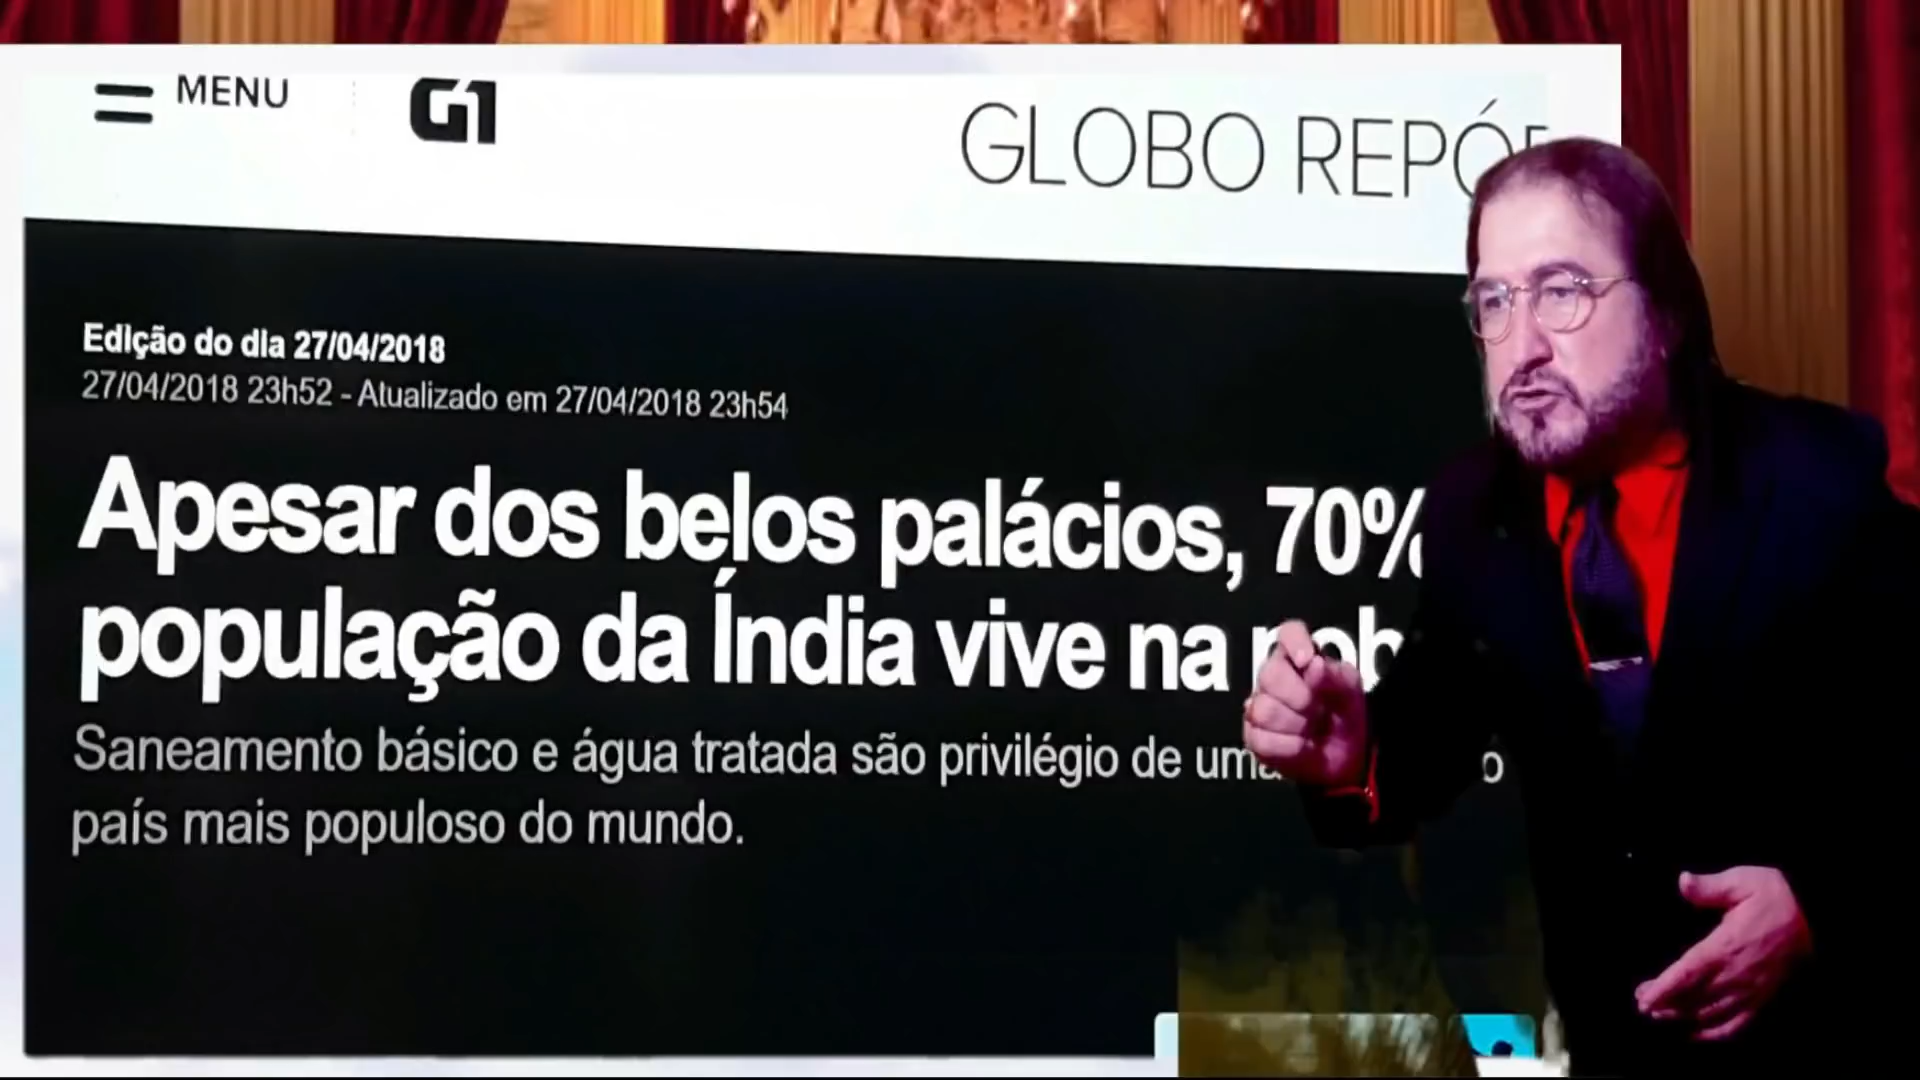 MENU
G1
GLOBO
Edição do dia 27/04/2018
27/04/2018 23h52 - Atualizado em 27/04/2018 23h54
Apesar dos belos palácios, 70%
população da Índia vive na
Saneamento básico e água tratada são privilégio de
país mais populoso do mundo.